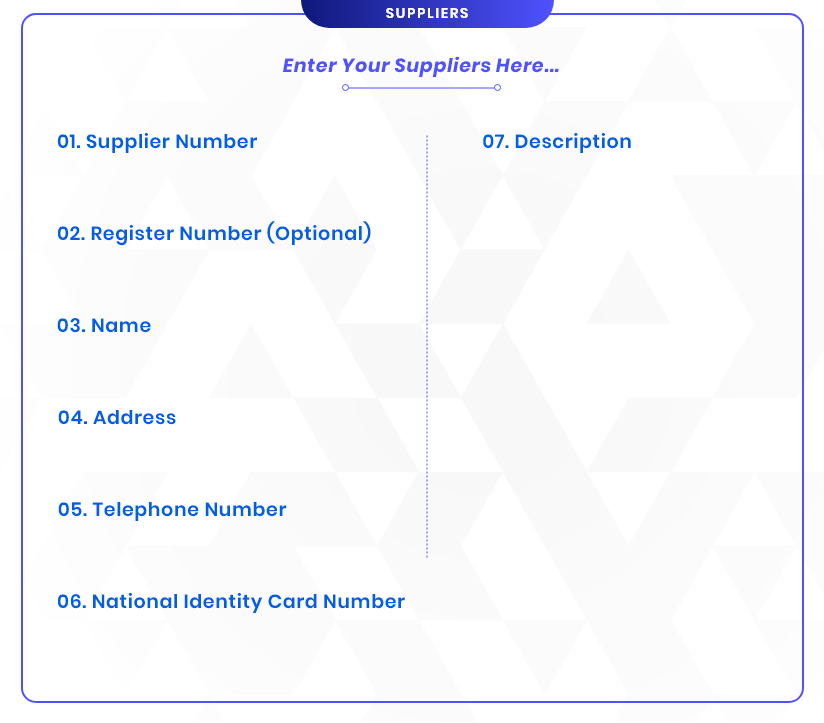 SUPPLIERS
Enter Your Suppliers Here...
01. Supplier Number
02. Register Number (Optional)
03. Name
04. Address
05. Telephone Number
06. National Identity Card Number
07. Description